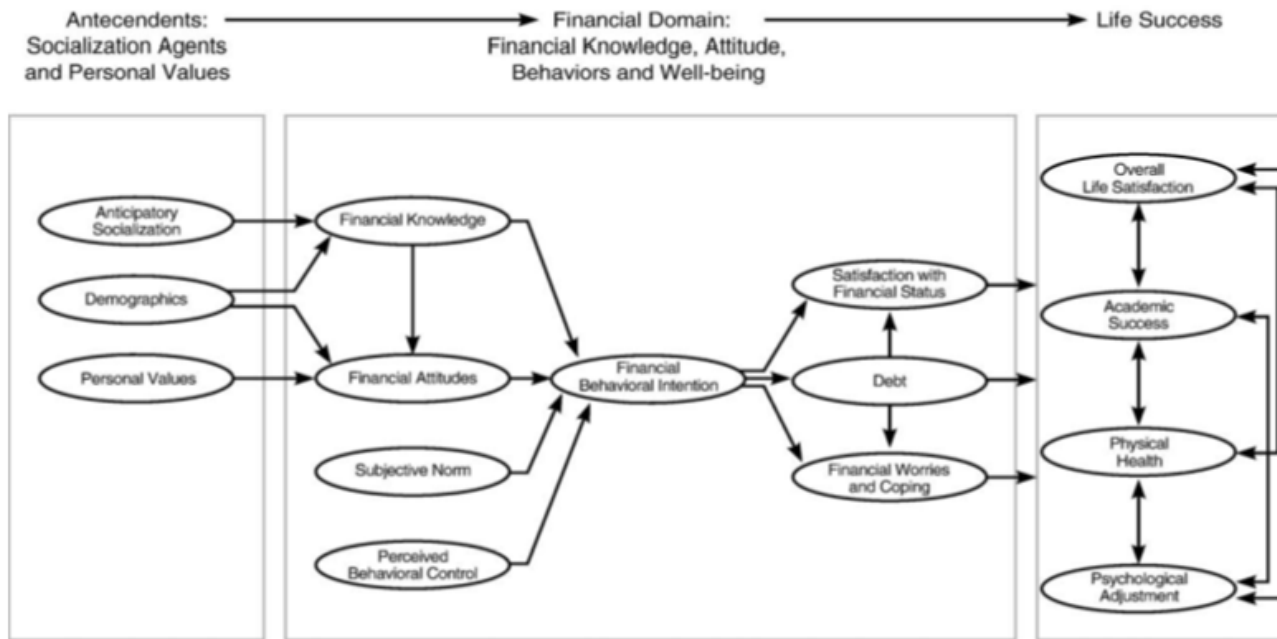 Antecendents:
Socialization Agents
and Personal Values
Financial Domain:
Financial Knowledge, Attitude,
Behaviors and Well-being
Life Success
Anticipatory
Socialization
Demographics
Personal Values
Financial Knowledge
Financial Attitudes
Subjective Norm
Perceived
Behavioral Control
Financial
Behavioral Intention
Satisfaction with
Financial Status
Debt
Financial Worries
and Coping
Overall
Life Satisfaction
Academic
Success
Physical
Health
Psychological
Adjustment